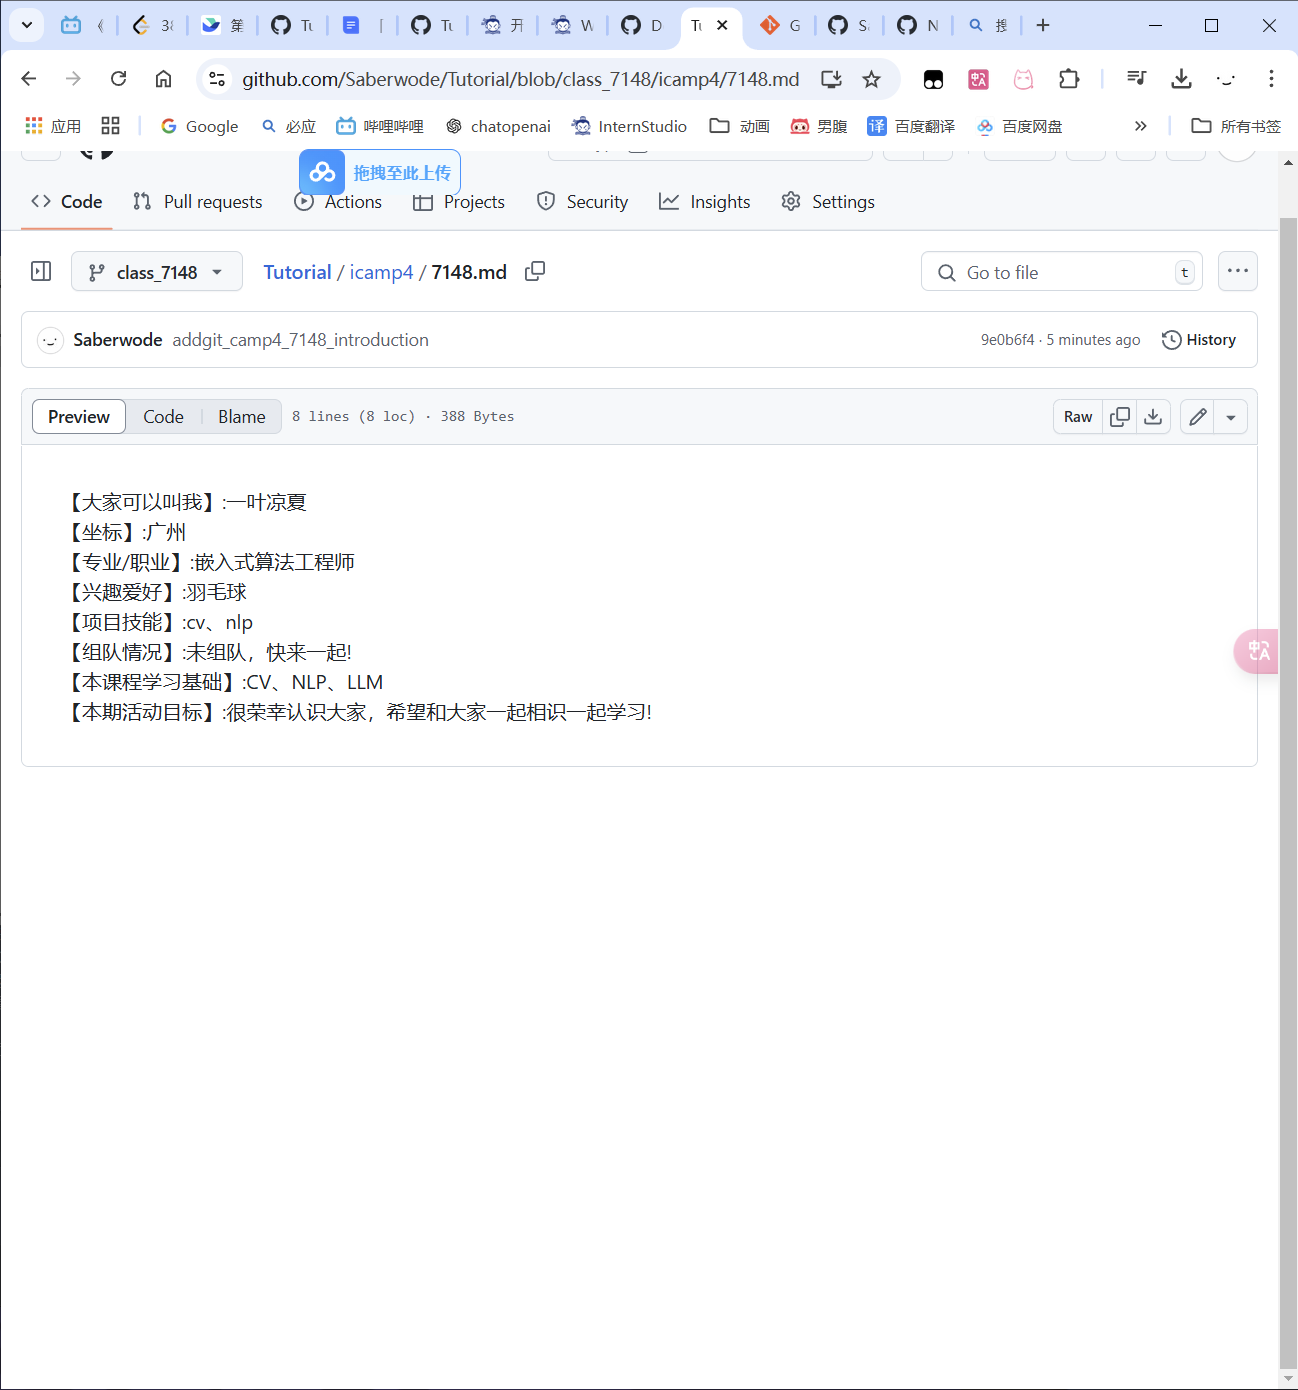 《
38
第
Tu
[
Tu
开
W
D
Tu
G
Sa
N
搜
github.com/Saberwode/Tutorial/blob/class_7148/icamp4/7148.md
应用
Google
必应
哔哩哔哩
chatopenai
InternStudio
动画
男腹
译 百度翻译
百度网盘
所有书签
拖拽至此上传
Code
Pull requests
Actions
Projects
Security
Insights
Settings
class_7148
Tutorial / icamp4 / 7148.md
Go to file
t
Saberwode addgit_camp4_7148_introduction
9e0b6f4 · 5 minutes ago
History
Preview
Code
Blame
8 lines (8 loc) · 388 Bytes
Raw
【大家可以叫我】:一叶凉夏
【坐标】:广州
【专业/职业】:嵌入式算法工程师
【兴趣爱好】:羽毛球
【项目技能】:cv、nlp
【组队情况】:未组队，快来一起!
【本课程学习基础】:CV、NLP、LLM
【本期活动目标】:很荣幸认识大家，希望和大家一起相识一起学习!